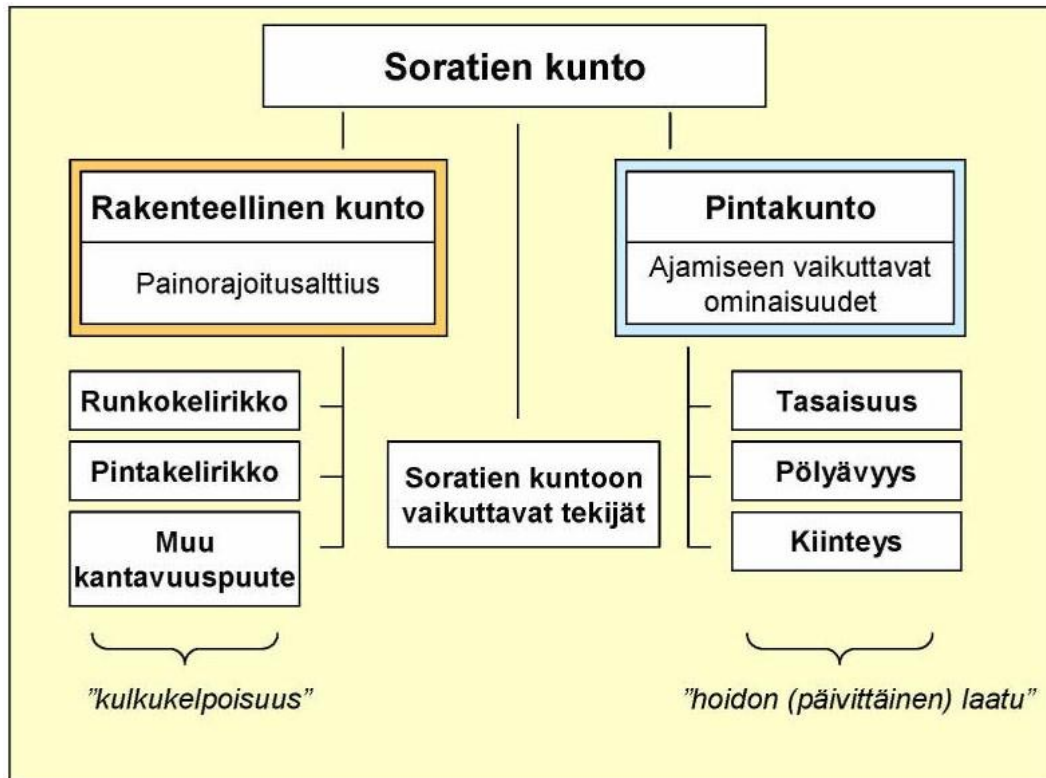 Soratien kunto
Rakenteellinen kunto
Painorajoitusalttius
Pintakunto
Ajamiseen vaikuttavat
ominaisuudet
Runkokelirikko
Pintakelirikko
Muu
kantavuuspuute
Soratien kuntoon
vaikuttavat tekijät
Tasaisuus
Pölyävyys
Kiinteys
”kulkukelpoisuus”
”hoidon (päivittäinen) laatu”